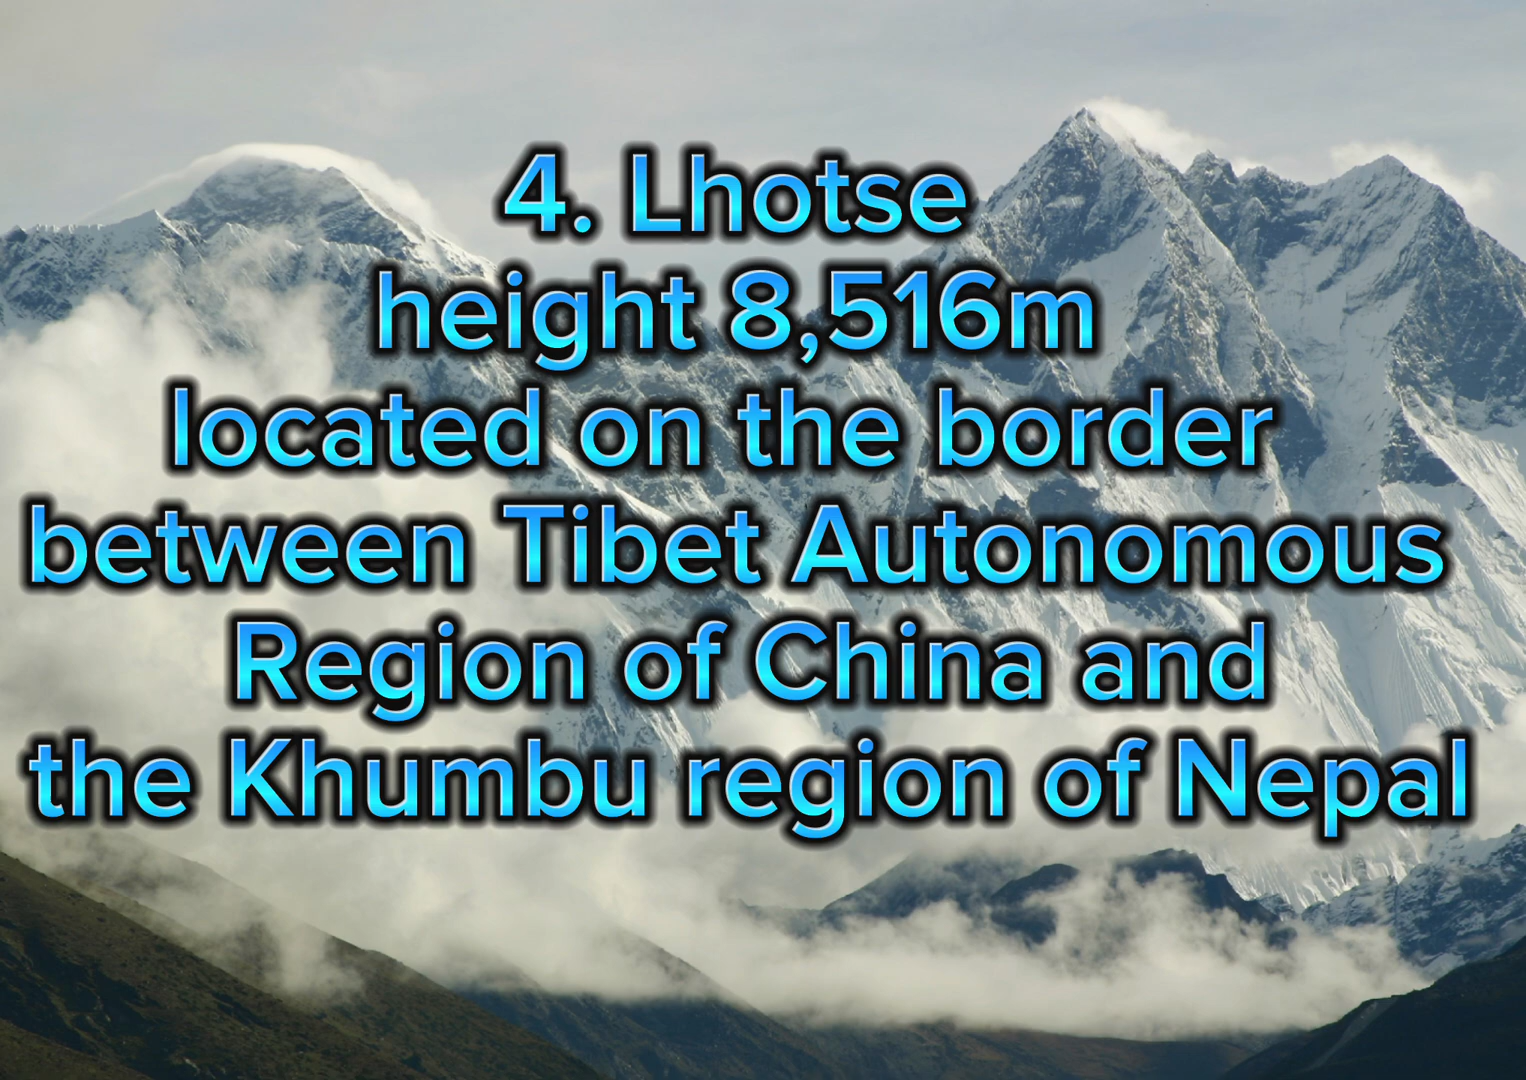 4. Lhotse
height 8,516m
located on the border
between Tibet Autonomous
Region of China and
the Khumbu region of Nepal